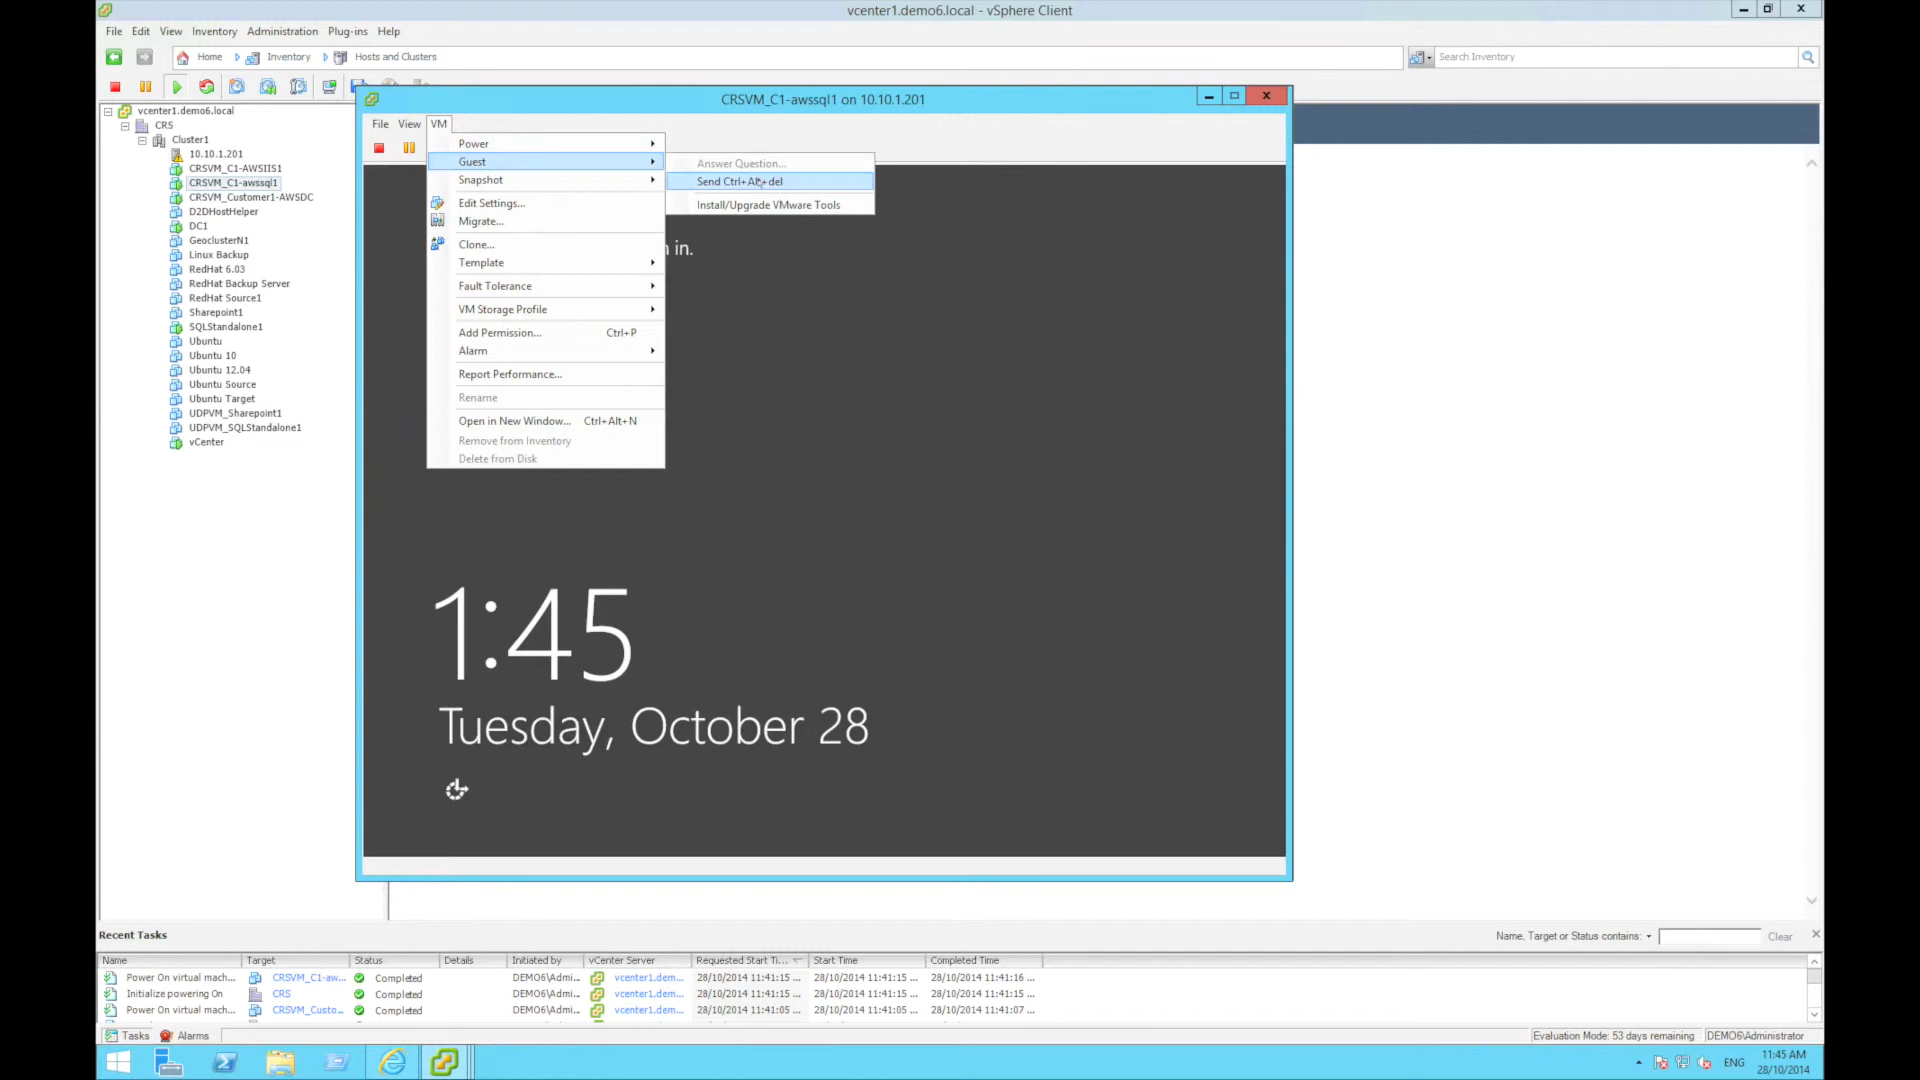 vcenter1.demo6.local - vSphere Client
File Edit View Inventory Administration Plug-ins Help
Home Inventory Hosts and Clusters Search Inventory
vcenter1.demo6.local
CRS
Cluster1
10.10.1.201
CRSVM_C1-AWSIIS1
CRSVM_C1-awssql1
CRSVM_Customer1-AWSDC
D2DHostHelper
DC1
GeoclusterN1
Linux Backup
RedHat 6.03
RedHat Backup Server
RedHat Source1
Sharepoint1
SQLStandalone1
Ubuntu
Ubuntu 10
Ubuntu 12.04
Ubuntu Source
Ubuntu Target
UDPVM_Sharepoint1
UDPVM_SQLStandalone1
vCenter
CRSVM_C1-awssql1 on 10.10.1.201
File View VM
Power
Guest
Snapshot
Edit Settings...
Migrate...
Clone...
Template
Fault Tolerance
VM Storage Profile
Add Permission... Ctrl+P
Alarm
Report Performance...
Rename
Open in New Window... Ctrl+Alt+N
Remove from Inventory
Delete from Disk
Answer Question...
Send Ctrl+Alt+del
Install/Upgrade VMware Tools
in.
1:45
Tuesday, October 28
Recent Tasks Name, Target or Status contains: Clear
Name Target Status Details Initiated by vCenter Server Requested Start Ti... Start Time Completed Time
Power On virtual mach... CRSVM_C1-aw... Completed DEMO6\Admi... vcenter1.dem... 28/10/2014 11:41:15 ... 28/10/2014 11:41:15 ... 28/10/2014 11:41:16 ...
Initialize powering On CRS Completed DEMO6\Admi... vcenter1.dem... 28/10/2014 11:41:15 ... 28/10/2014 11:41:15 ... 28/10/2014 11:41:15 ...
Power On virtual mach... CRSVM_Custo... Completed DEMO6\Admi... vcenter1.dem... 28/10/2014 11:41:05 ... 28/10/2014 11:41:05 ... 28/10/2014 11:41:07 ...
Tasks Alarms Evaluation Mode: 53 days remaining DEMO6\Administrator
ENG 11:45 AM
28/10/2014